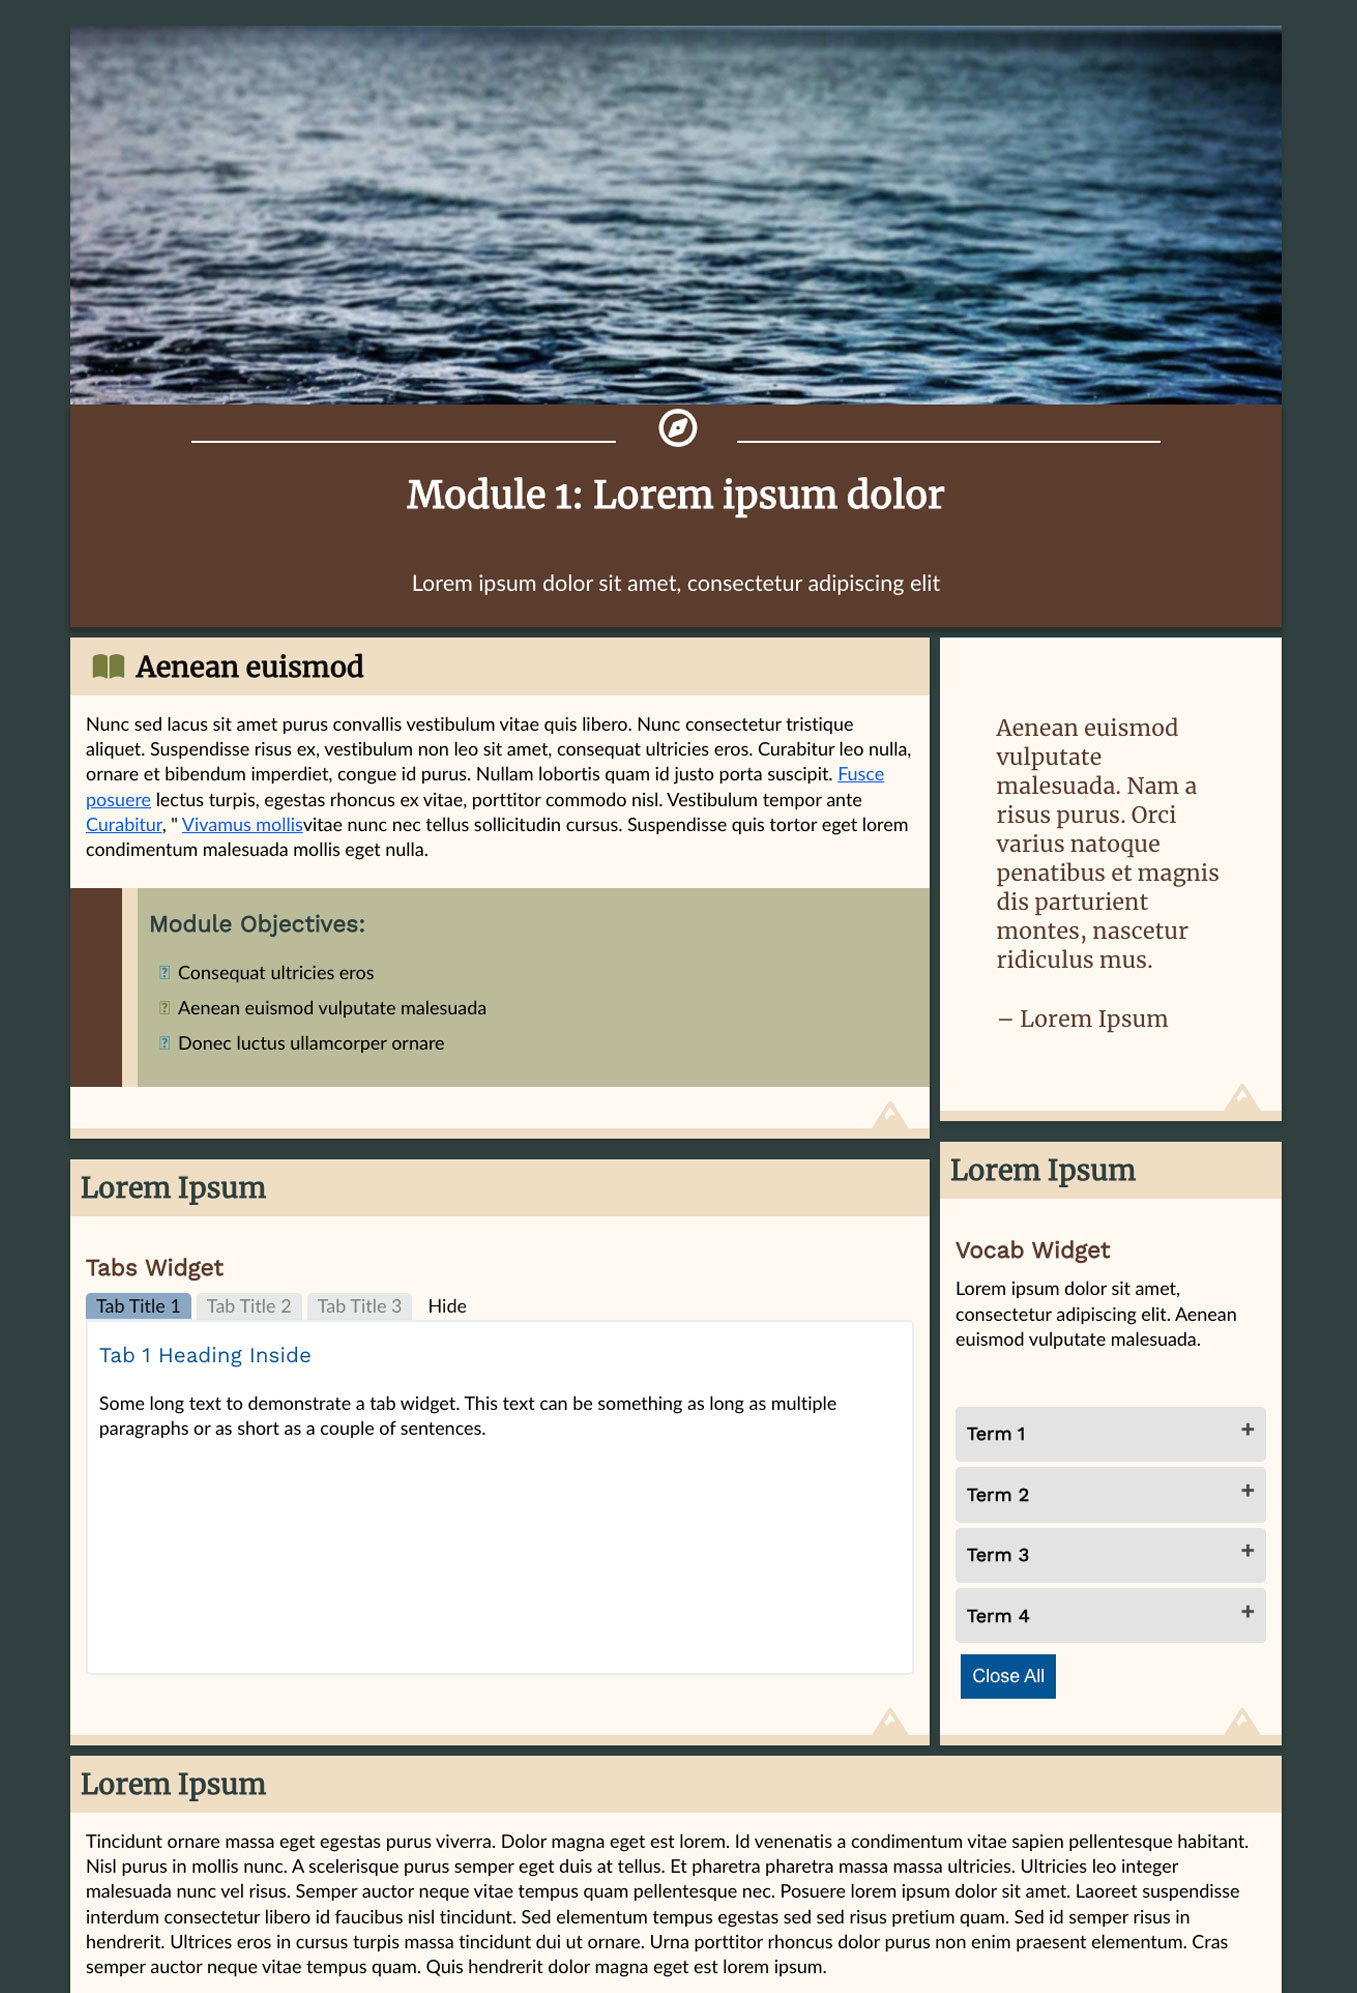 Module 1: Lorem ipsum dolor
Lorem ipsum dolor sit amet, consectetur adipiscing elit
Aenean euismod
Nunc sed lacus sit amet purus convallis vestibulum vitae quis libero. Nunc consectetur tristique
aliquet. Suspendisse risus ex, vestibulum non leo sit amet, consequat ultricies eros. Curabitur leo nulla,
ornare et bibendum imperdiet, congue id purus. Nullam lobortis quam id justo porta suscipit. Fusce
posuere lectus turpis, egestas rhoncus ex vitae, porttitor commodo nisl. Vestibulum tempor ante
Curabitur, " Vivamus mollisvitae nunc nec tellus sollicitudin cursus. Suspendisse quis tortor eget lorem
condimentum malesuada mollis eget nulla.
Module Objectives:
Consequat ultricies eros
Aenean euismod vulputate malesuada
Donec luctus ullamcorper ornare
Aenean euismod
vulputate
malesuada. Nam a
risus purus. Orci
varius natoque
penatibus et magnis
dis parturient
montes, nascetur
ridiculus mus.
– Lorem Ipsum
Lorem Ipsum
Tabs Widget
Tab Title 1 Tab Title 2 Tab Title 3 Hide
Tab 1 Heading Inside
Some long text to demonstrate a tab widget. This text can be something as long as multiple
paragraphs or as short as a couple of sentences.
Lorem Ipsum
Vocab Widget
Lorem ipsum dolor sit amet,
consectetur adipiscing elit. Aenean
euismod vulputate malesuada.
Term 1 +
Term 2 +
Term 3 +
Term 4 +
Close All
Lorem Ipsum
Tincidunt ornare massa eget egestas purus viverra. Dolor magna eget est lorem. Id venenatis a condimentum vitae sapien pellentesque habitant.
Nisl purus in mollis nunc. A scelerisque purus semper eget duis at tellus. Et pharetra pharetra massa massa ultricies. Ultricies leo integer
malesuada nunc vel risus. Semper auctor neque vitae tempus quam pellentesque nec. Posuere lorem ipsum dolor sit amet. Laoreet suspendisse
interdum consectetur libero id faucibus nisl tincidunt. Sed elementum tempus egestas sed sed risus pretium quam. Sed id semper risus in
hendrerit. Ultrices eros in cursus turpis massa tincidunt dui ut ornare. Urna porttitor rhoncus dolor purus non enim praesent elementum. Cras
semper auctor neque vitae tempus quam. Quis hendrerit dolor magna eget est lorem ipsum.